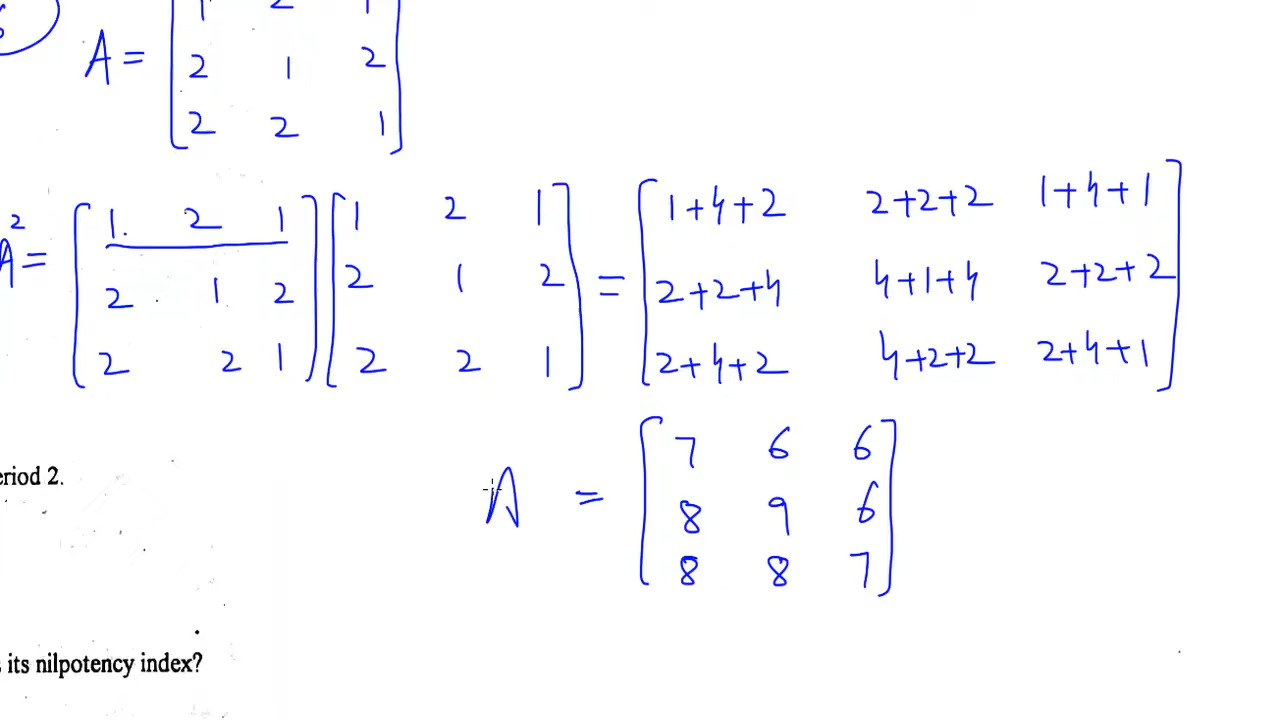 1 2 1
A = 2 1 2
2 2 1
A² = [1 2 1] [1 2 1] = [1+4+2 2+2+2 1+4+1]
[2 1 2] [2 1 2] [2+2+4 4+1+4 2+2+2]
[2 2 1] [2 2 1] [2+4+2 4+2+2 2+4+1]
7 6 6
eriod 2.
A = 8 9 6
8 8 7
its nilpotency index?